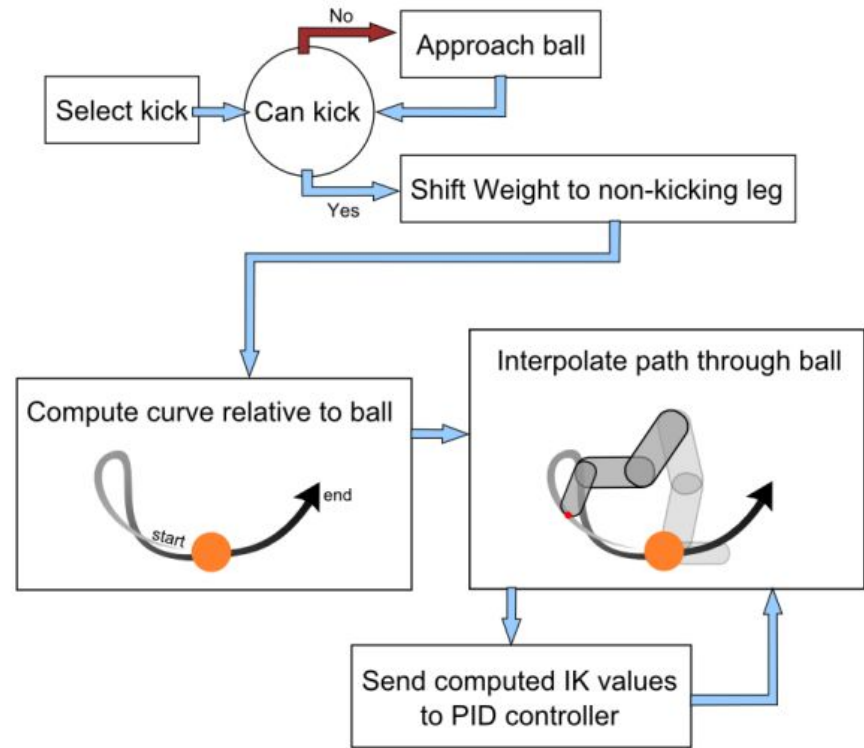 No
Approach ball
Select kick
Can kick
Yes
Shift Weight to non-kicking leg
Compute curve relative to ball
start
end
Interpolate path through ball
Send computed IK values
to PID controller